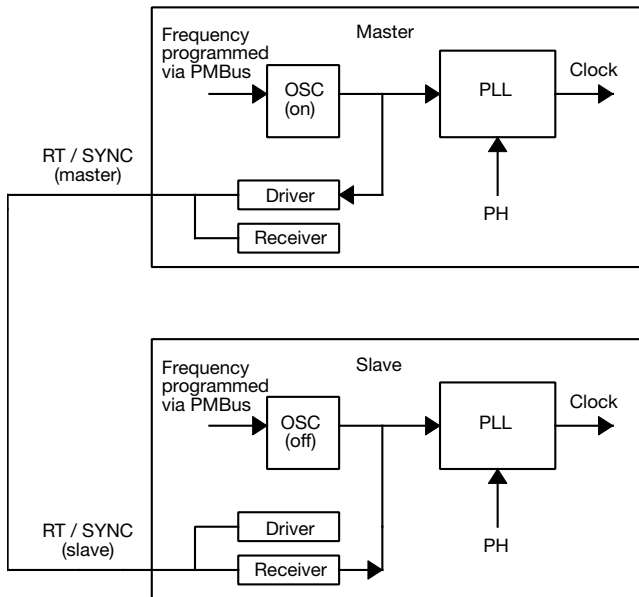 Frequency
programmed
via PMBus
Master
OSC
(on)
PLL
Clock
RT / SYNC
(master)
Driver
Receiver
PH
Frequency
programmed
via PMBus
Slave
OSC
(off)
PLL
Clock
RT / SYNC
(slave)
Driver
Receiver
PH